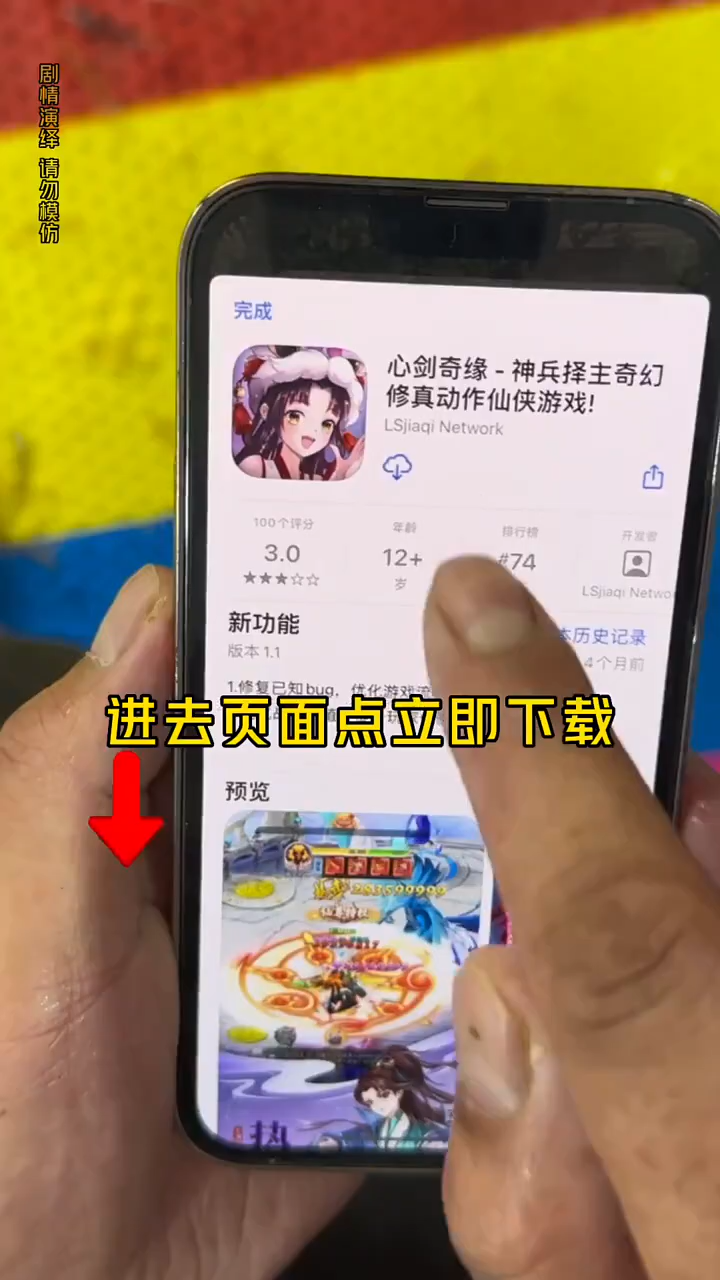 剧情演绎 请勿模仿
完成
心剑奇缘 - 神兵择主奇幻
修真动作仙侠游戏!
LSjiaqi Network
100个评分
年龄
排行榜
开发者
3.0
12+
#74
岁
LSjiaqi Netwo
新功能
本历史记录
版本 1.1
4个月前
1.修复已知bug，优化游戏流
进去页面点立即下载
预览